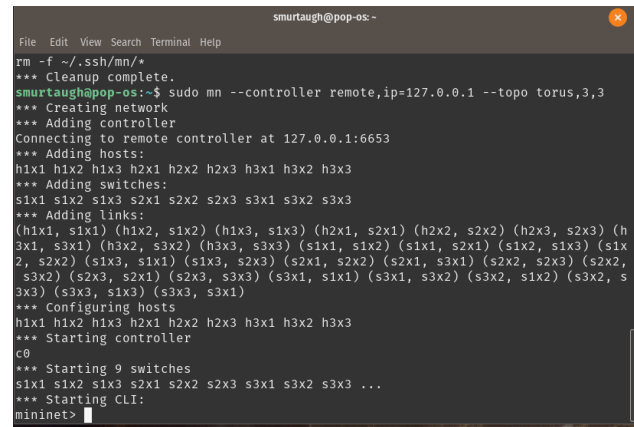 smurtaugh@pop-os: ~
File Edit View Search Terminal Help
rm -f ~/.ssh/mn/*
*** Cleanup complete.
smurtaugh@pop-os:~$ sudo mn --controller remote,ip=127.0.0.1 --topo torus,3,3
*** Creating network
*** Adding controller
Connecting to remote controller at 127.0.0.1:6653
*** Adding hosts:
h1x1 h1x2 h1x3 h2x1 h2x2 h2x3 h3x1 h3x2 h3x3
*** Adding switches:
s1x1 s1x2 s1x3 s2x1 s2x2 s2x3 s3x1 s3x2 s3x3
*** Adding links:
(h1x1, s1x1) (h1x2, s1x2) (h1x3, s1x3) (h2x1, s2x1) (h2x2, s2x2) (h2x3, s2x3) (h
3x1, s3x1) (h3x2, s3x2) (h3x3, s3x3) (s1x1, s1x2) (s1x1, s2x1) (s1x2, s1x3) (s1x
2, s2x2) (s1x3, s1x1) (s1x3, s2x3) (s2x1, s2x2) (s2x1, s3x1) (s2x2, s2x3) (s2x2,
 s3x2) (s2x3, s2x1) (s2x3, s3x3) (s3x1, s1x1) (s3x1, s3x2) (s3x2, s1x2) (s3x2, s
3x3) (s3x3, s1x3) (s3x3, s3x1)
*** Configuring hosts
h1x1 h1x2 h1x3 h2x1 h2x2 h2x3 h3x1 h3x2 h3x3
*** Starting controller
c0
*** Starting 9 switches
s1x1 s1x2 s1x3 s2x1 s2x2 s2x3 s3x1 s3x2 s3x3 ...
*** Starting CLI:
mininet>